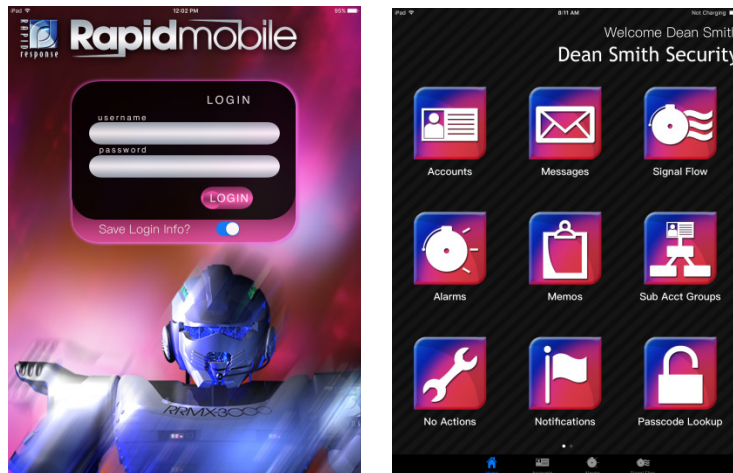 iPad 12:02 PM 95%
RAPID response
Rapidmobile
LOGIN
username
password
LOGIN
Save Login Info?
RRMX-3000
iPad 8:11 AM Not Charging
Welcome Dean Smith
Dean Smith Security
Accounts Messages Signal Flow
Alarms Memos Sub Acct Groups
No Actions Notifications Passcode Lookup